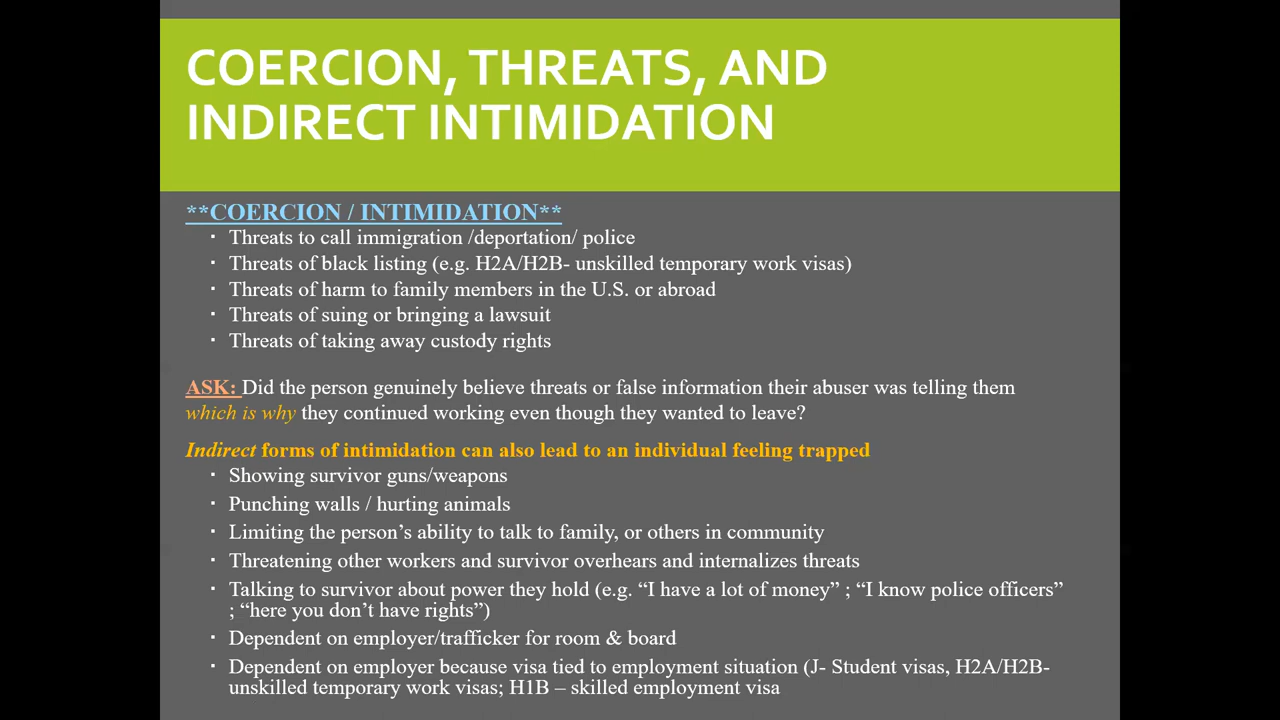 COERCION, THREATS, AND
INDIRECT INTIMIDATION
**COERCION / INTIMIDATION**
▪ Threats to call immigration /deportation/ police
▪ Threats of black listing (e.g. H2A/H2B- unskilled temporary work visas)
▪ Threats of harm to family members in the U.S. or abroad
▪ Threats of suing or bringing a lawsuit
▪ Threats of taking away custody rights
ASK: Did the person genuinely believe threats or false information their abuser was telling them
which is why they continued working even though they wanted to leave?
Indirect forms of intimidation can also lead to an individual feeling trapped
▪ Showing survivor guns/weapons
▪ Punching walls / hurting animals
▪ Limiting the person’s ability to talk to family, or others in community
▪ Threatening other workers and survivor overhears and internalizes threats
▪ Talking to survivor about power they hold (e.g. “I have a lot of money” ; “I know police officers”
; “here you don’t have rights”)
▪ Dependent on employer/trafficker for room & board
▪ Dependent on employer because visa tied to employment situation (J- Student visas, H2A/H2B-
unskilled temporary work visas; H1B – skilled employment visa